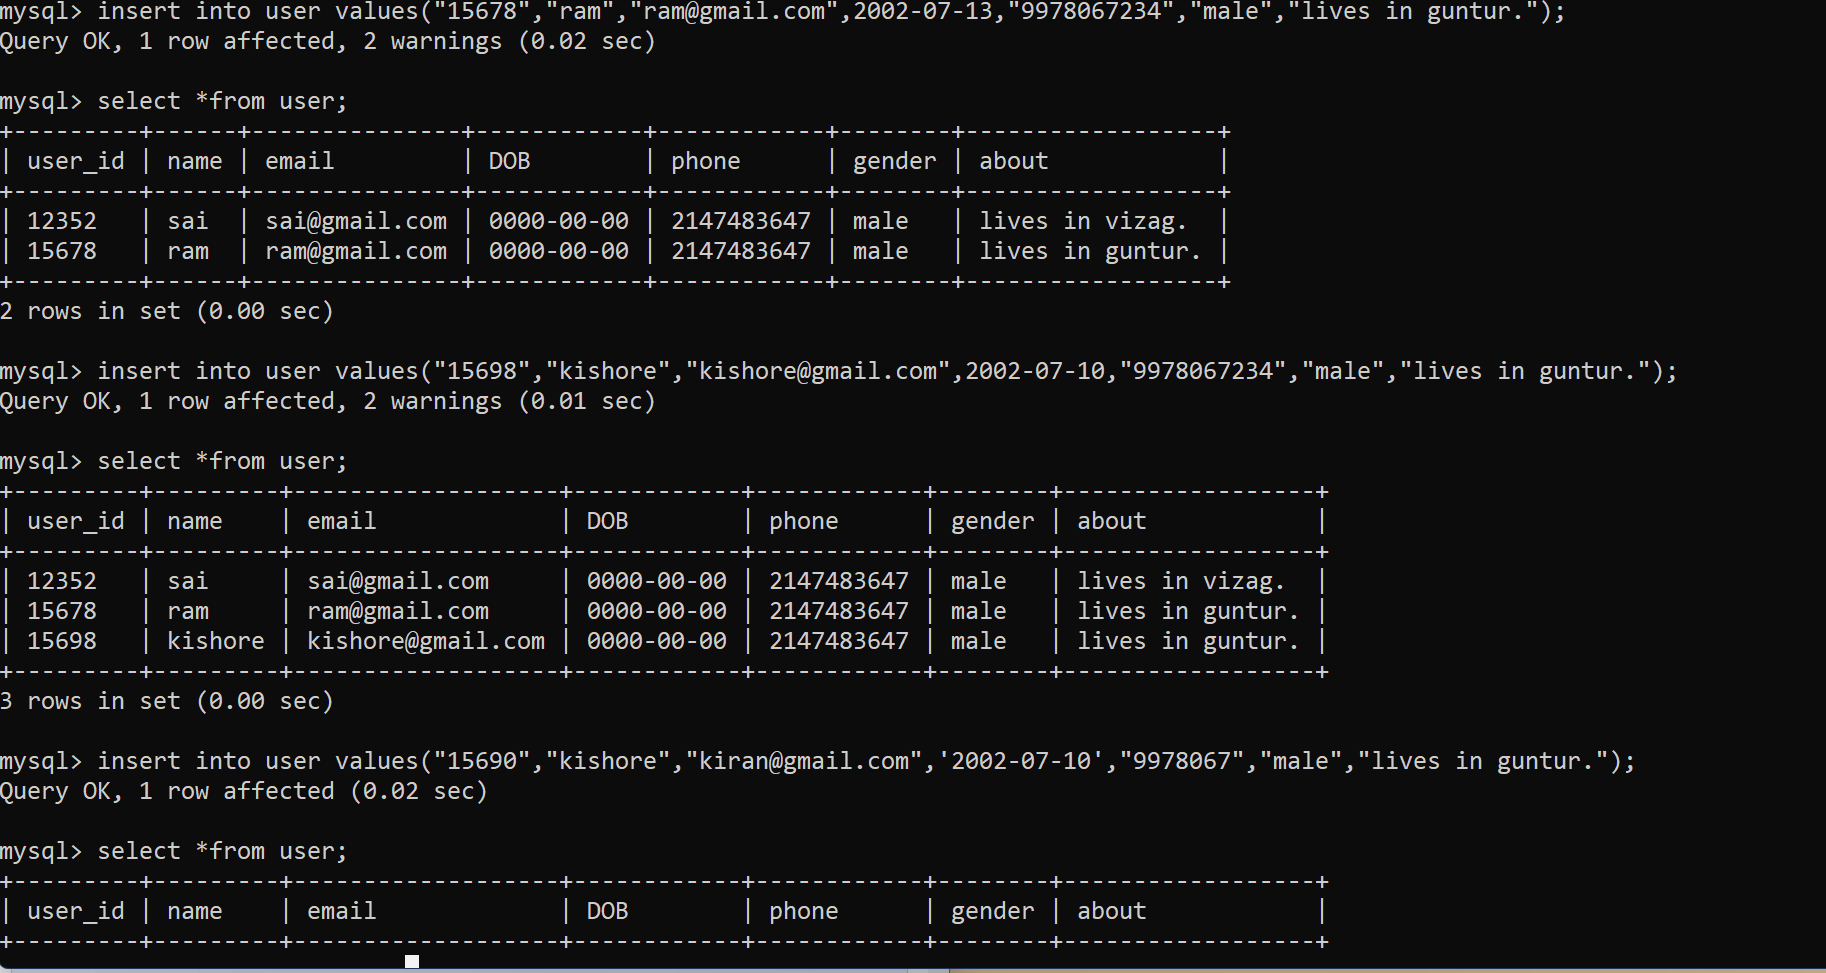 mysql> insert into user values("15678","ram","ram@gmail.com",2002-07-13,"9978067234","male","lives in guntur.");
Query OK, 1 row affected, 2 warnings (0.02 sec)
mysql> select *from user;
+---------+------+---------------+------------+------------+--------+------------------+
| user_id | name | email         | DOB        | phone      | gender | about            |
+---------+------+---------------+------------+------------+--------+------------------+
| 12352   | sai  | sai@gmail.com | 0000-00-00 | 2147483647 | male   | lives in vizag.  |
| 15678   | ram  | ram@gmail.com | 0000-00-00 | 2147483647 | male   | lives in guntur. |
+---------+------+---------------+------------+------------+--------+------------------+
2 rows in set (0.00 sec)
mysql> insert into user values("15698","kishore","kishore@gmail.com",2002-07-10,"9978067234","male","lives in guntur.");
Query OK, 1 row affected, 2 warnings (0.01 sec)
mysql> select *from user;
+---------+---------+-------------------+------------+------------+--------+------------------+
| user_id | name    | email             | DOB        | phone      | gender | about            |
+---------+---------+-------------------+------------+------------+--------+------------------+
| 12352   | sai     | sai@gmail.com     | 0000-00-00 | 2147483647 | male   | lives in vizag.  |
| 15678   | ram     | ram@gmail.com     | 0000-00-00 | 2147483647 | male   | lives in guntur. |
| 15698   | kishore | kishore@gmail.com | 0000-00-00 | 2147483647 | male   | lives in guntur. |
+---------+---------+-------------------+------------+------------+--------+------------------+
3 rows in set (0.00 sec)
mysql> insert into user values("15690","kishore","kiran@gmail.com",'2002-07-10',"9978067","male","lives in guntur.");
Query OK, 1 row affected (0.02 sec)
mysql> select *from user;
+---------+---------+-------------------+------------+------------+--------+------------------+
| user_id | name    | email             | DOB        | phone      | gender | about            |
+---------+---------+-------------------+------------+------------+--------+------------------+